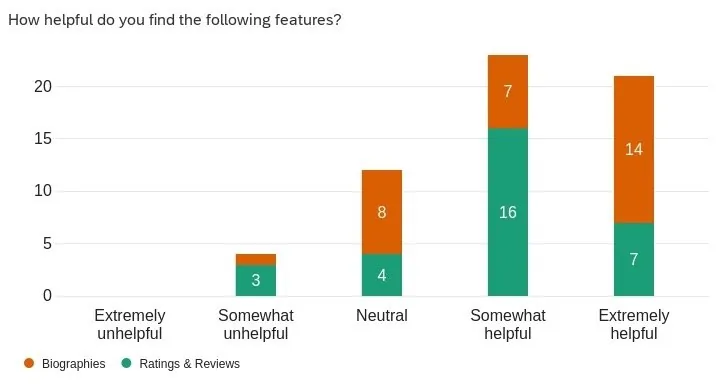 How helpful do you find the following features?
20
15
10
5
0
7
16
14
7
8
4
3
Extremely
unhelpful
Somewhat
unhelpful
Neutral
Somewhat
helpful
Extremely
helpful
Biographies
Ratings & Reviews